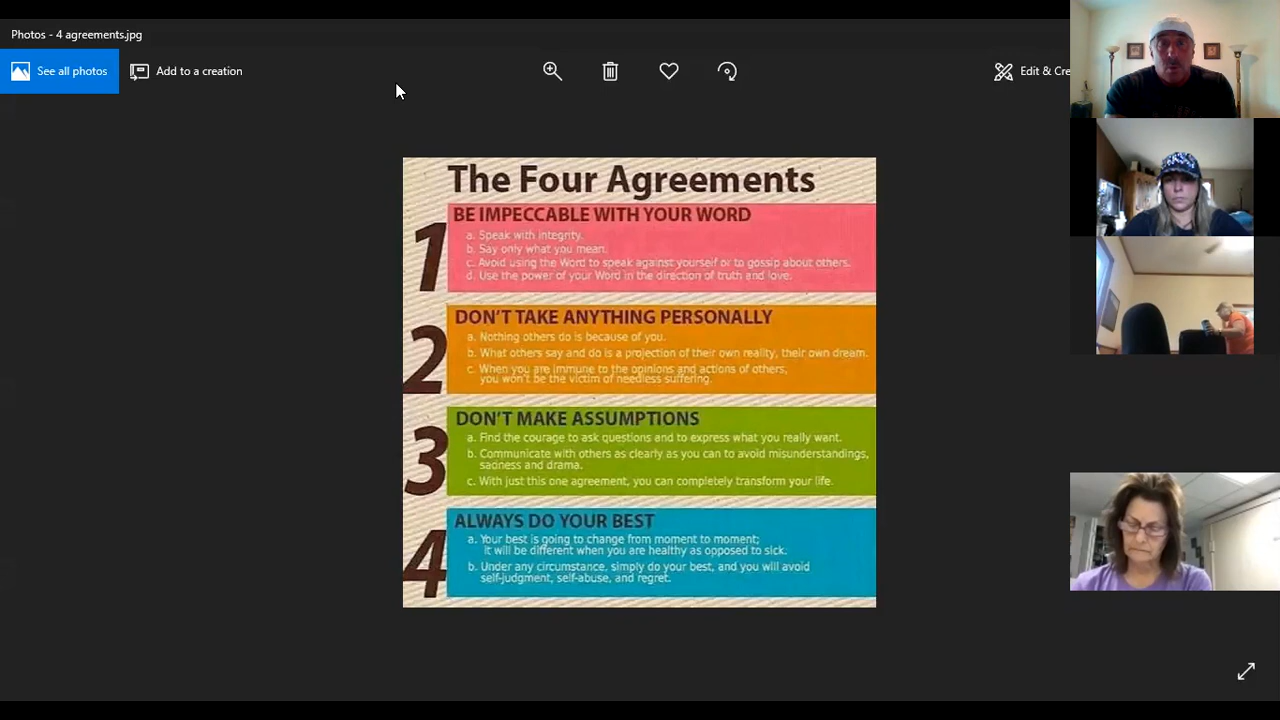 Photos - 4 agreements.jpg
See all photos
Add to a creation
Edit & Cre
The Four Agreements
1
BE IMPECCABLE WITH YOUR WORD
a. Speak with integrity.
b. Say only what you mean.
c. Avoid using the Word to speak against yourself or to gossip about others.
d. Use the power of your Word in the direction of truth and love.
2
DON'T TAKE ANYTHING PERSONALLY
a. Nothing others do is because of you.
b. What others say and do is a projection of their own reality, their own dream.
c. When you are immune to the opinions and actions of others,
you won't be the victim of needless suffering.
3
DON'T MAKE ASSUMPTIONS
a. Find the courage to ask questions and to express what you really want.
b. Communicate with others as clearly as you can to avoid misunderstandings,
sadness and drama.
c. With just this one agreement, you can completely transform your life.
4
ALWAYS DO YOUR BEST
a. Your best is going to change from moment to moment;
it will be different when you are healthy as opposed to sick.
b. Under any circumstance, simply do your best, and you will avoid
self-judgment, self-abuse, and regret.